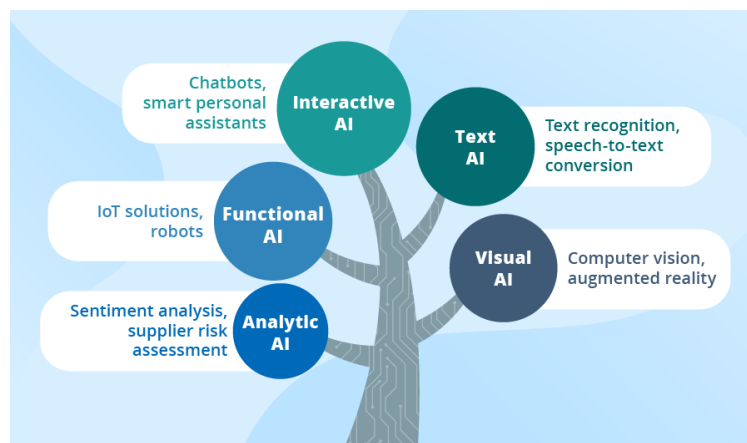 Chatbots,
smart personal
assistants
Interactive
AI
Text
AI
Text recognition,
speech-to-text
conversion
IoT solutions,
robots
Functional
AI
Visual
AI
Computer vision,
augmented reality
Sentiment analysis,
supplier risk
assessment
Analytic
AI